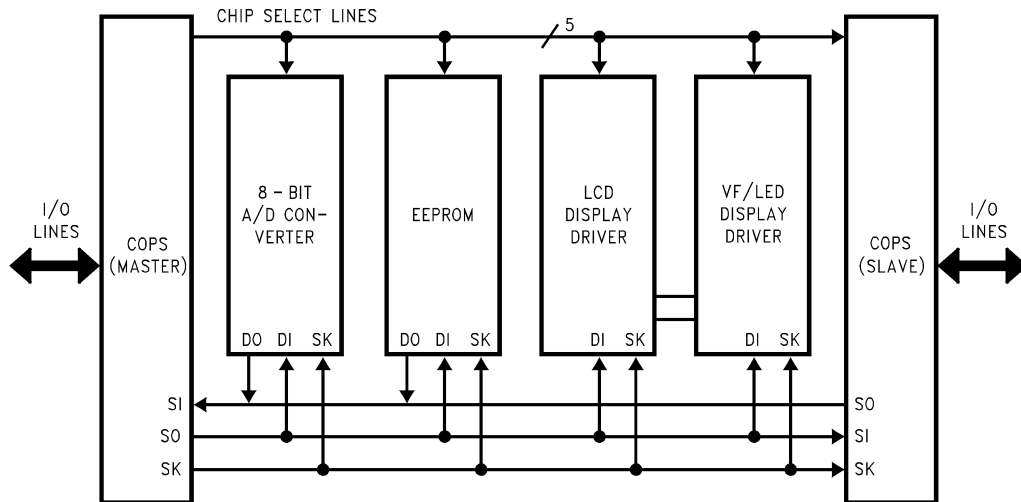 CHIP SELECT LINES
5
I/O
LINES
COPS
(MASTER)
8 – BIT
A/D CON-
VERTER
EEPROM
LCD
DISPLAY
DRIVER
VF/LED
DISPLAY
DRIVER
COPS
(SLAVE)
I/O
LINES
DO DI SK
DO DI SK
DI SK
DI SK
SI
SO
SO
SI
SK
SK